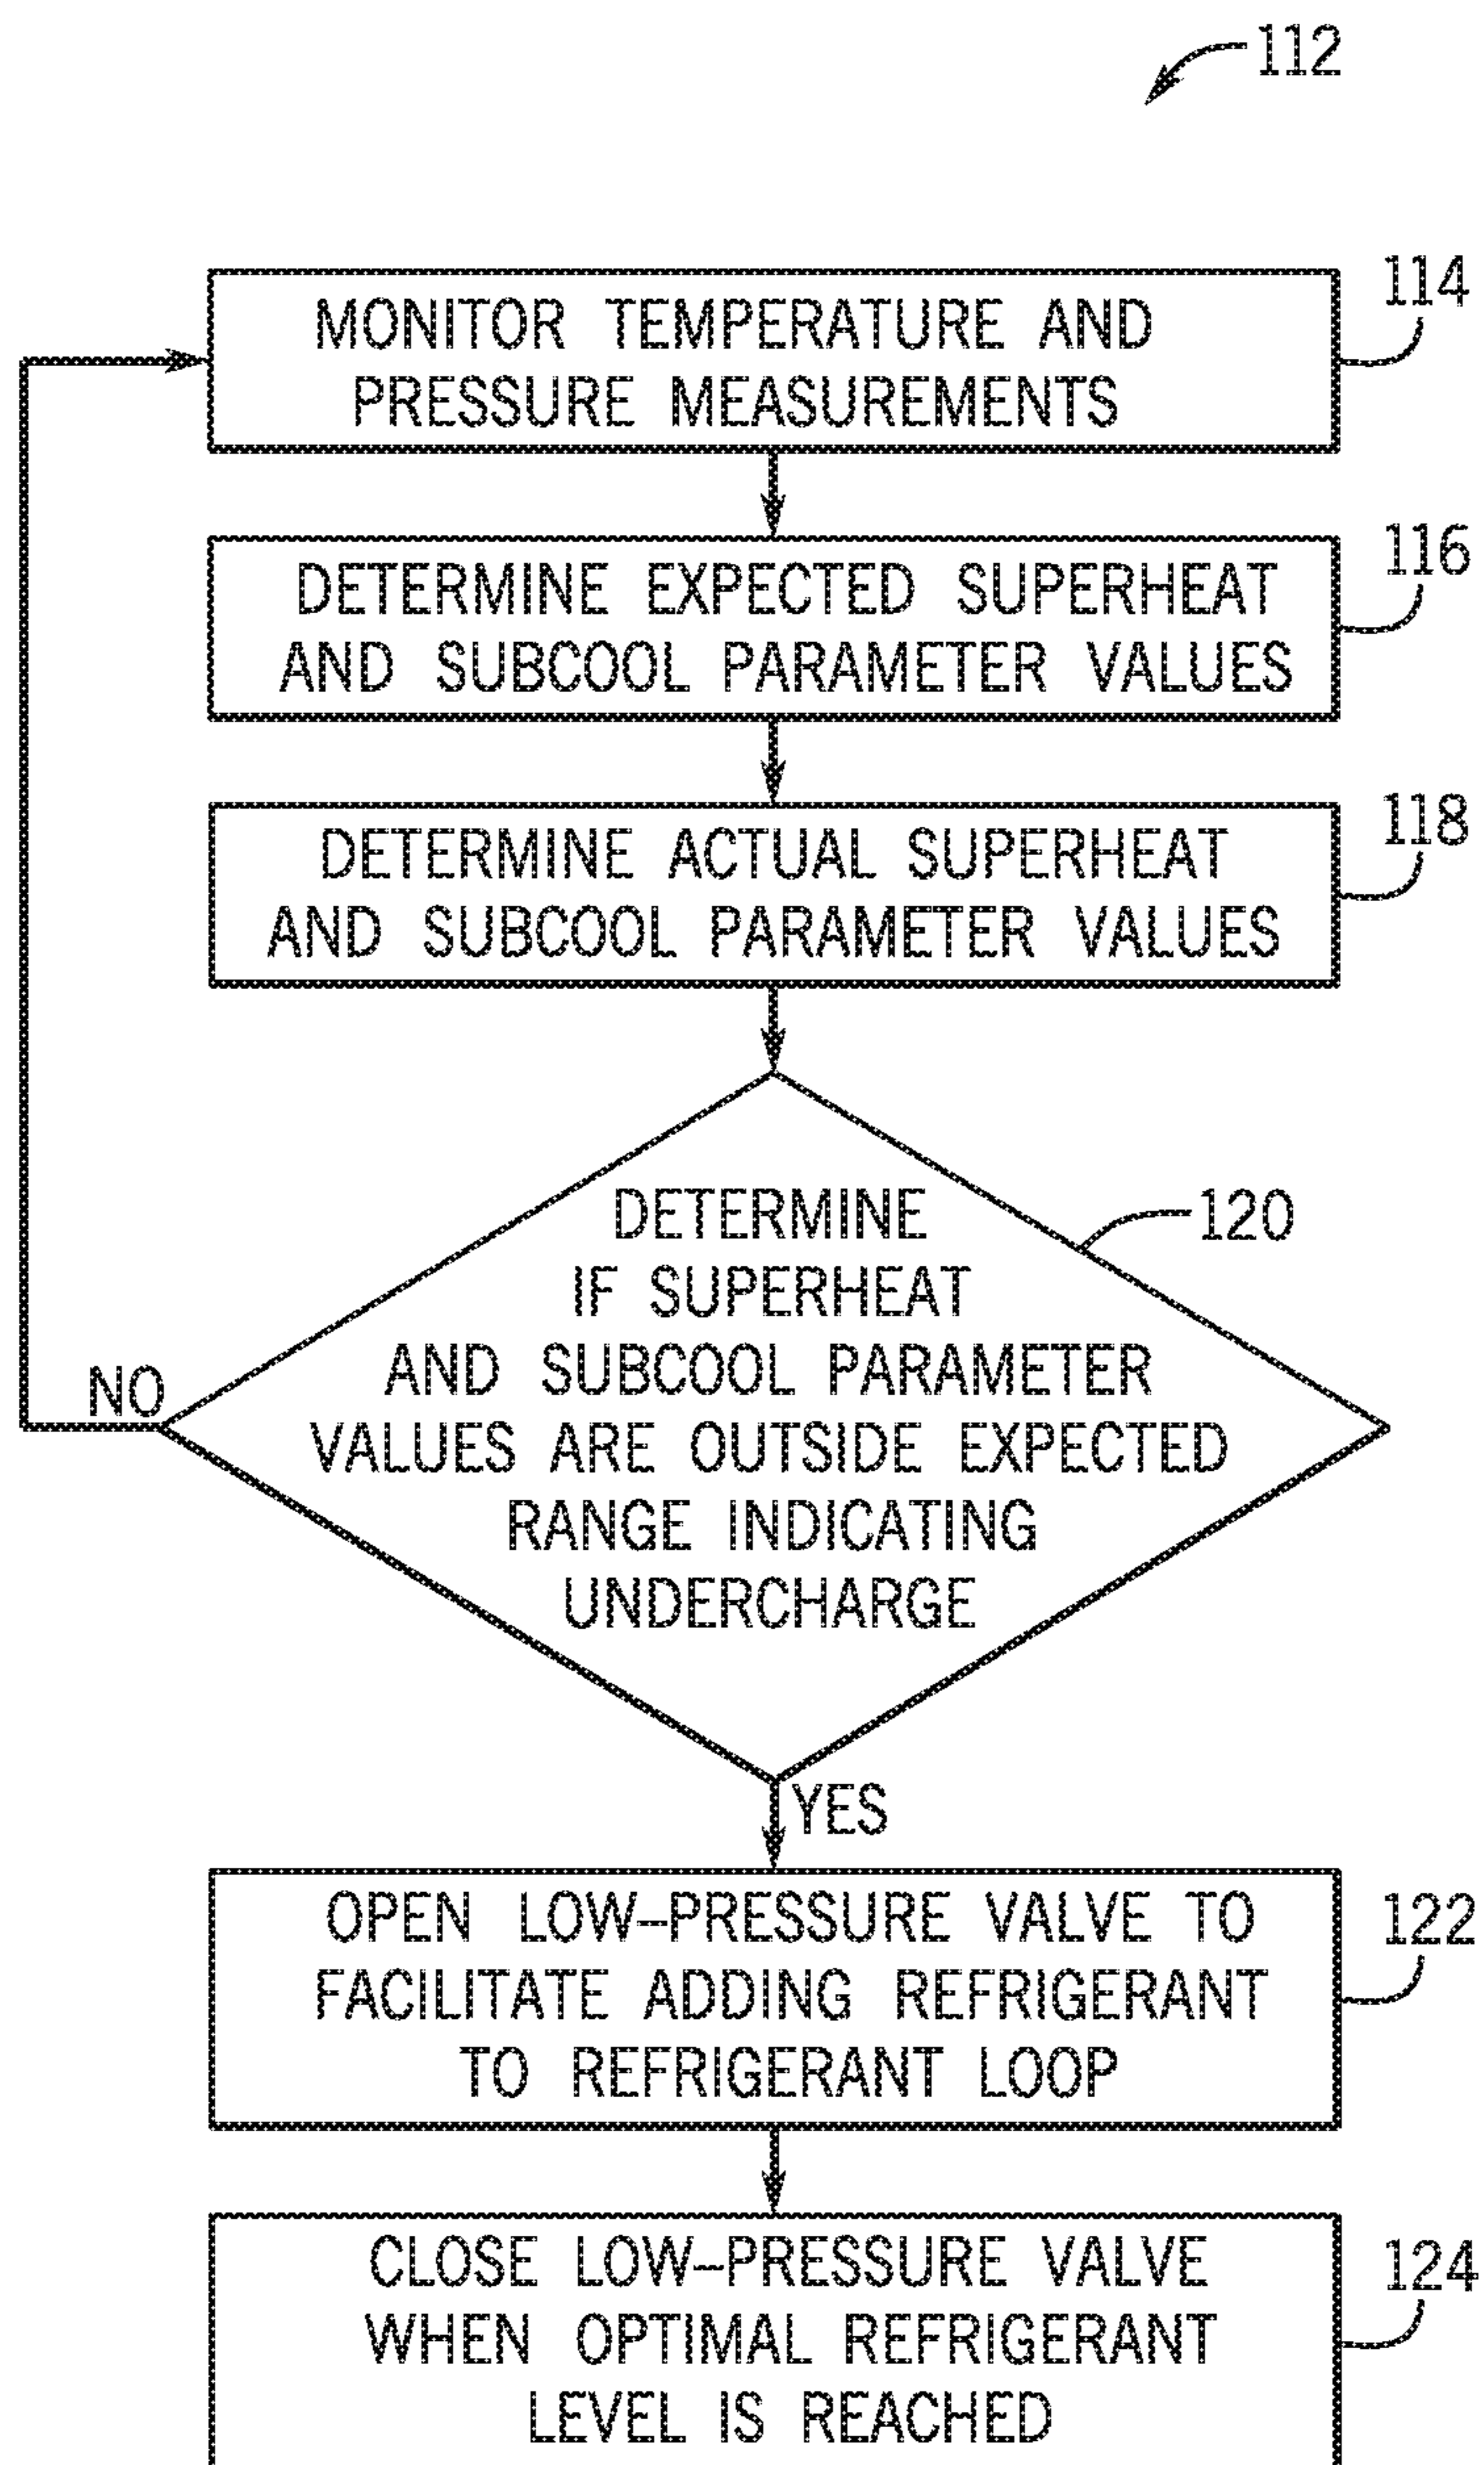 112
MONITOR TEMPERATURE AND
PRESSURE MEASUREMENTS
114
DETERMINE EXPECTED SUPERHEAT
AND SUBCOOL PARAMETER VALUES
116
DETERMINE ACTUAL SUPERHEAT
AND SUBCOOL PARAMETER VALUES
118
DETERMINE
IF SUPERHEAT
AND SUBCOOL PARAMETER
VALUES ARE OUTSIDE EXPECTED
RANGE INDICATING
UNDERCHARGE
120
NO
YES
OPEN LOW-PRESSURE VALVE TO
FACILITATE ADDING REFRIGERANT
TO REFRIGERANT LOOP
122
CLOSE LOW-PRESSURE VALVE
WHEN OPTIMAL REFRIGERANT
LEVEL IS REACHED
124